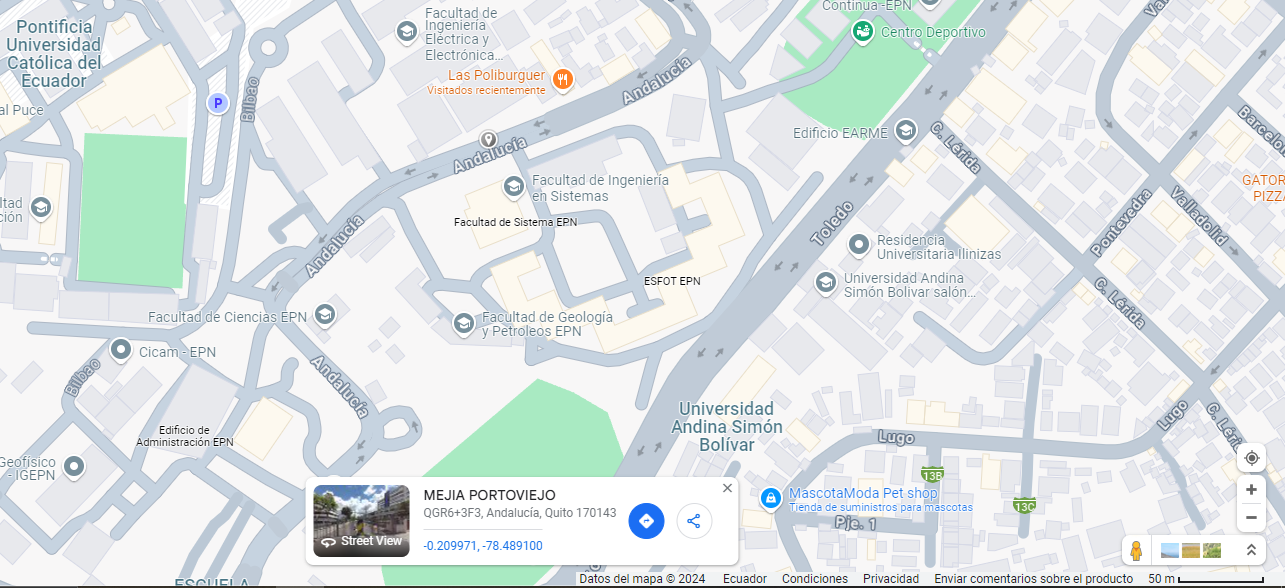 Pontificia
Universidad
Católica del
Ecuador
al Puce
P
Bilbao
Facultad de
Ingeniería
Eléctrica y
Electrónica...
Las Poliburguer
Visitados recientemente
Andalucía
Andalucía
Continua -EPN
Centro Deportivo
Edificio EARME
C. Lérida
Barcelo
GATOR
PIZZA
Valladolid
Pontevedra
Va
ltad
ción
Facultad de Ingeniería
en Sistemas
Facultad de Sistema EPN
Andalucía
Toledo
Residencia
Universitaria Ilinizas
Universidad Andina
Simón Bolivar salón...
C. Lérida
ESFOT EPN
Facultad de Ciencias EPN
Facultad de Geología
y Petroleos EPN
Cicam - EPN
Bilbao
Andalucía
Edificio de
Administración EPN
Geofísico
- IGEPN
Universidad
Andina Simón
Bolívar
Lugo
Lugo
C. Léri
13B
13C
MascotaModa Pet shop
Tienda de suministros para mascotas
Pje. 1
MEJIA PORTOVIEJO
QGR6+3F3, Andalucía, Quito 170143
-0.209971, -78.489100
Street View
ESCUELA
Datos del mapa © 2024 Ecuador Condiciones Privacidad Enviar comentarios sobre el producto 50 m